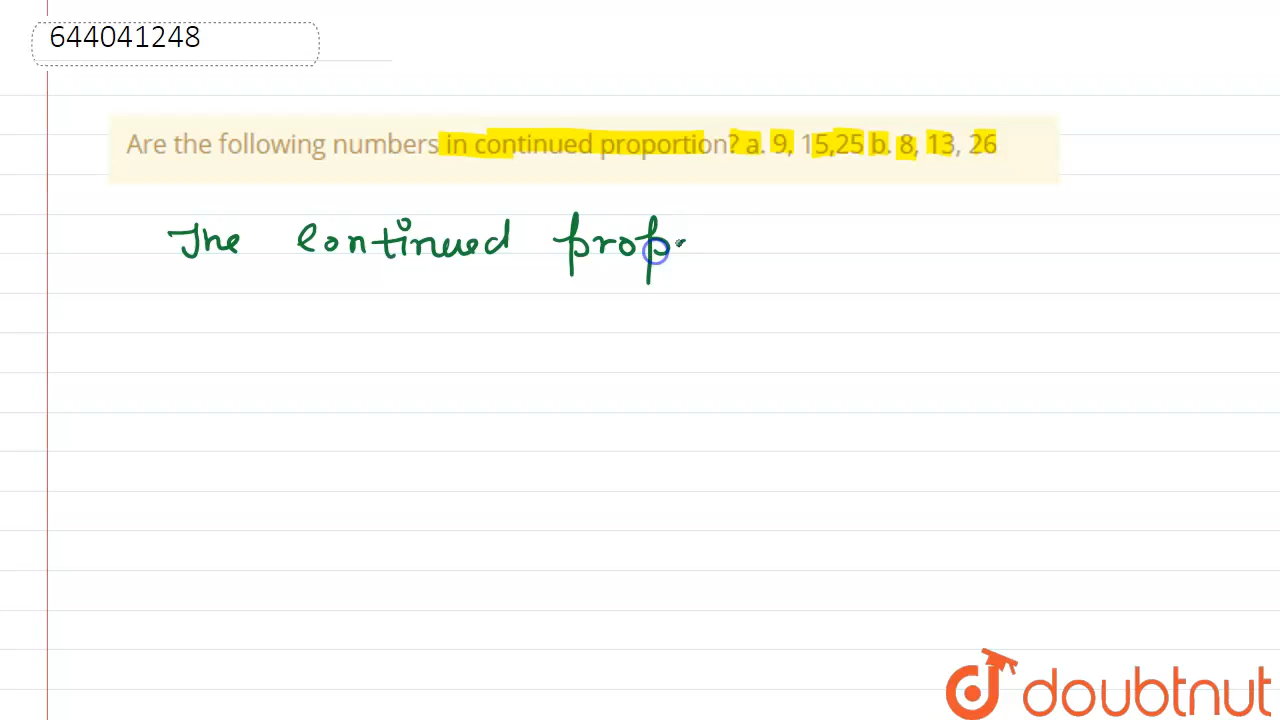 644041248
Are the following numbers in continued proportion? a. 9, 15,25 b. 8, 13, 26
The continued prop
doubtnut